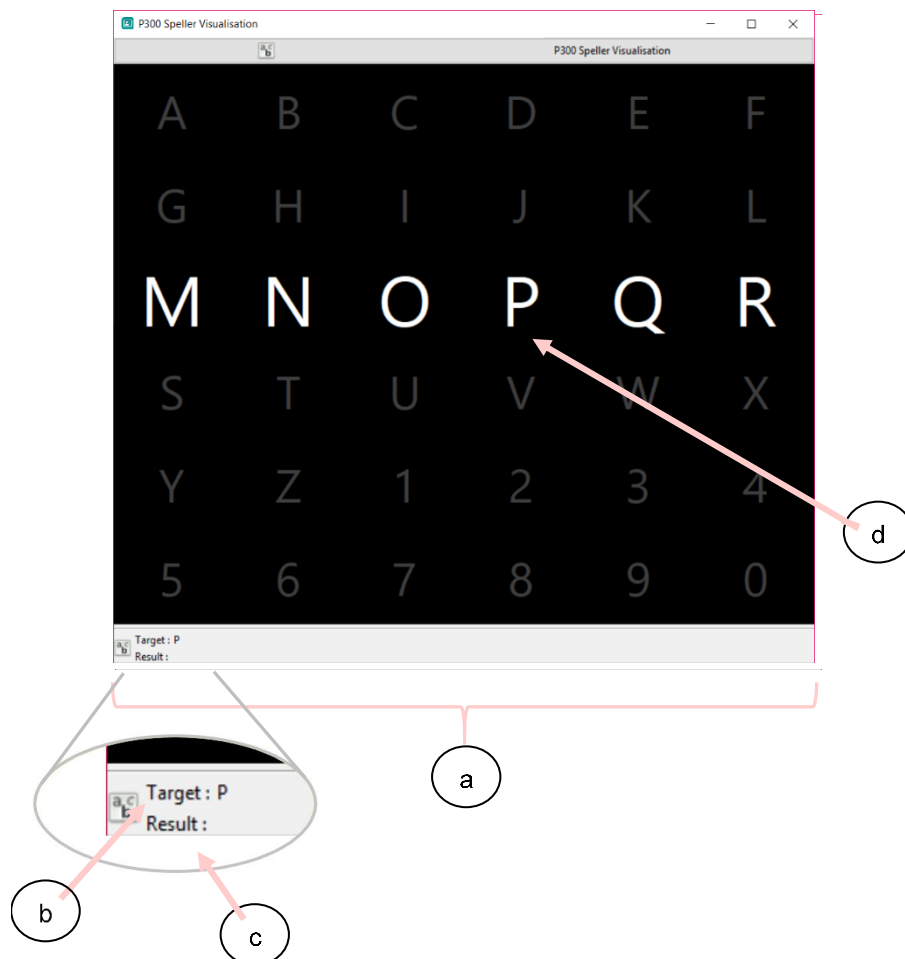 P300 Speller Visualisation
a b c P300 Speller Visualisation
A B C D E F
G H I J K L
M N O P Q R
S T U V W X
Y Z 1 2 3 4
5 6 7 8 9 0
d
a b c Target : P
Result :
a
a b c Target : P
Result :
b
c